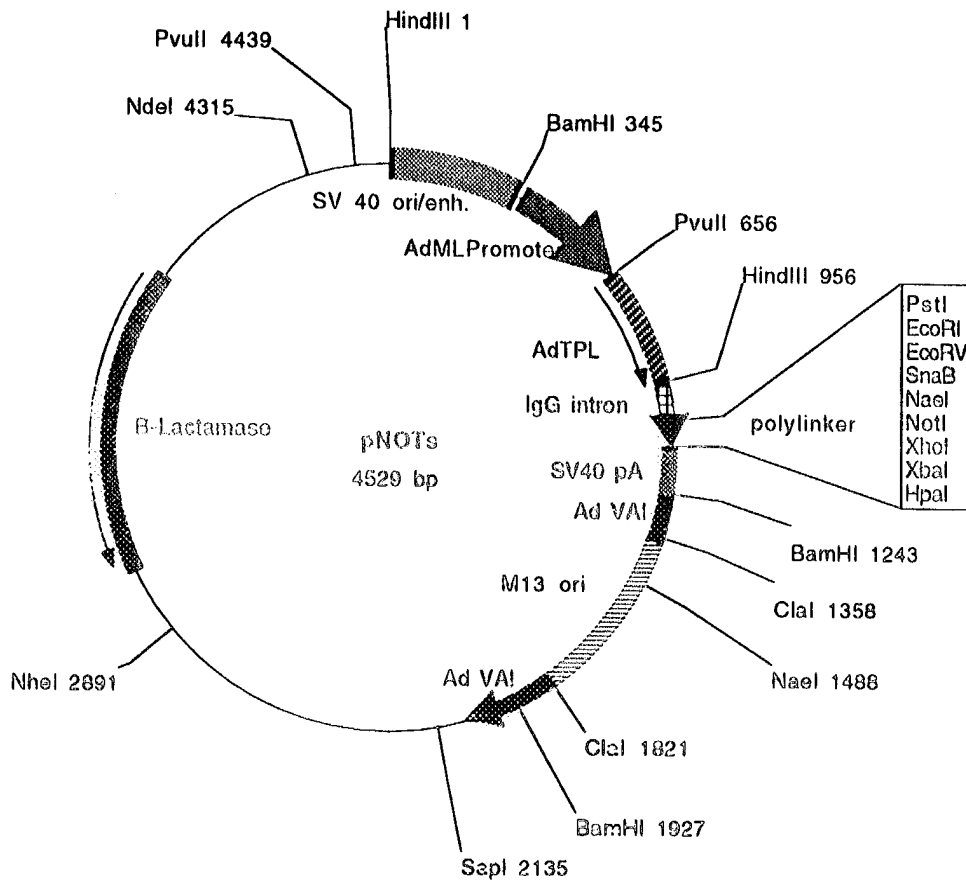 HindIII 1
PvuII 4439
NdeI 4315
BamHI 345
SV 40 ori/enh.
AdMLPromote
PvuII 656
HindIII 956
PstI
EcoRI
EcoRV
SnaB
NaeI
NotI
XhoI
XbaI
HpaI
AdTPL
IgG intron
polylinker
B-Lactamase
pNOTs
4529 bp
SV40 pA
Ad VAI
BamHI 1243
M13 ori
ClaI 1358
NheI 2891
Ad VAI
NaeI 1488
ClaI 1821
BamHI 1927
SapI 2135